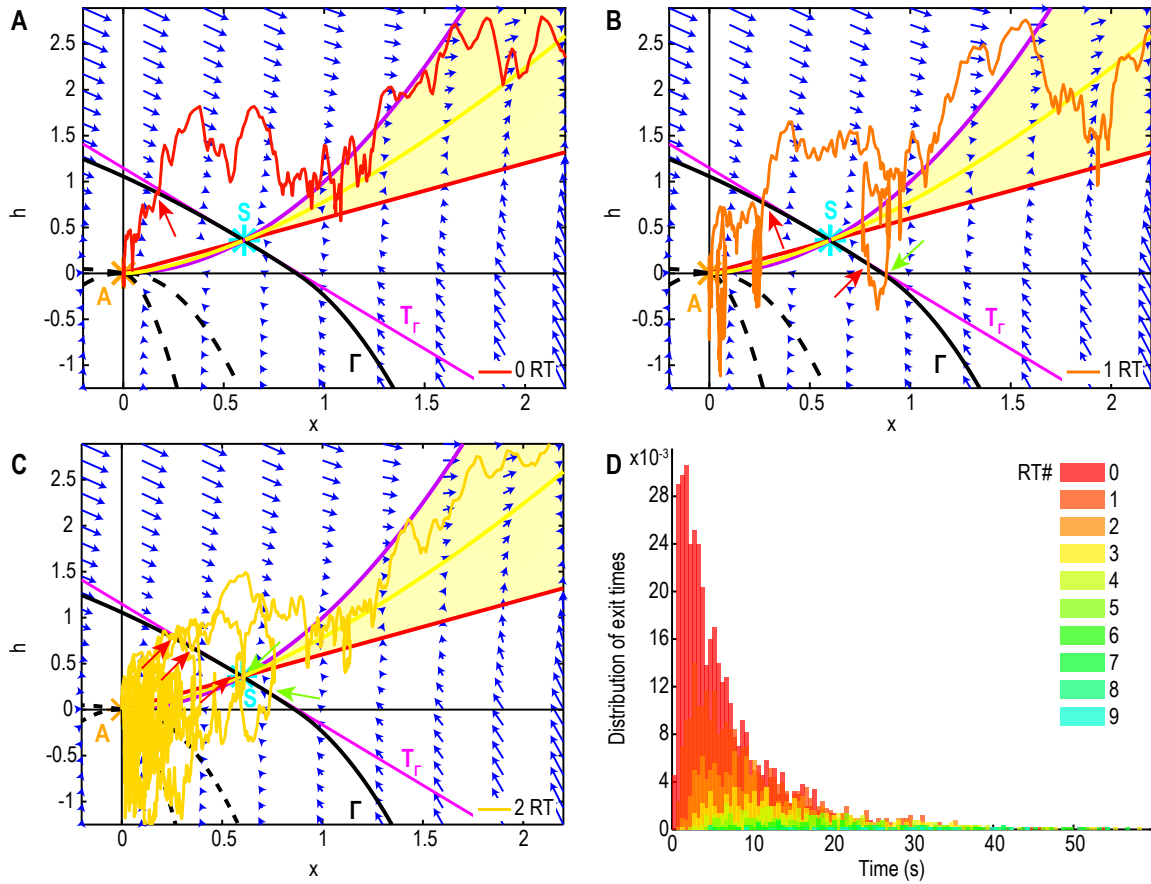 A
h
2.5
2
1.5
1
0.5
0
-0.5
-1
S
A
T_Γ
Γ
0 RT
0 0.5 1 1.5 2
x
B
h
2.5
2
1.5
1
0.5
0
-0.5
-1
S
A
T_Γ
Γ
1 RT
0 0.5 1 1.5 2
x
C
h
2.5
2
1.5
1
0.5
0
-0.5
-1
S
A
T_Γ
Γ
2 RT
0 0.5 1 1.5 2
x
D
x10⁻³
Distribution of exit times
28
24
20
16
12
8
4
0
RT#
0
1
2
3
4
5
6
7
8
9
0 10 20 30 40 50
Time (s)